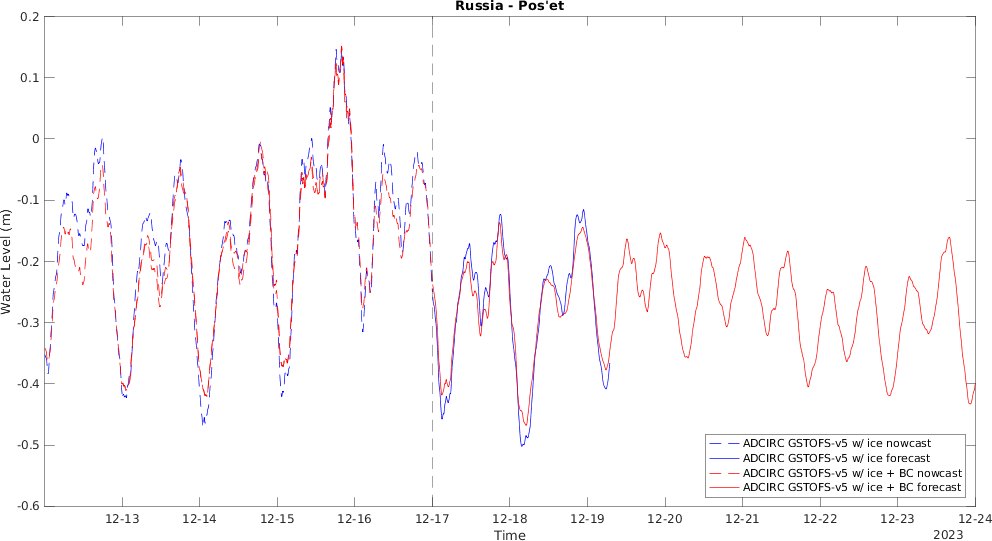 Russia - Pos'et
0.2
0.1
0
-0.1
-0.2
-0.3
-0.4
-0.5
-0.6
Water Level (m)
ADCIRC GSTOFS-v5 w/ ice nowcast
ADCIRC GSTOFS-v5 w/ ice forecast
ADCIRC GSTOFS-v5 w/ ice + BC nowcast
ADCIRC GSTOFS-v5 w/ ice + BC forecast
12-13 12-14 12-15 12-16 12-17 12-18 12-19 12-20 12-21 12-22 12-23 12-24
Time
2023